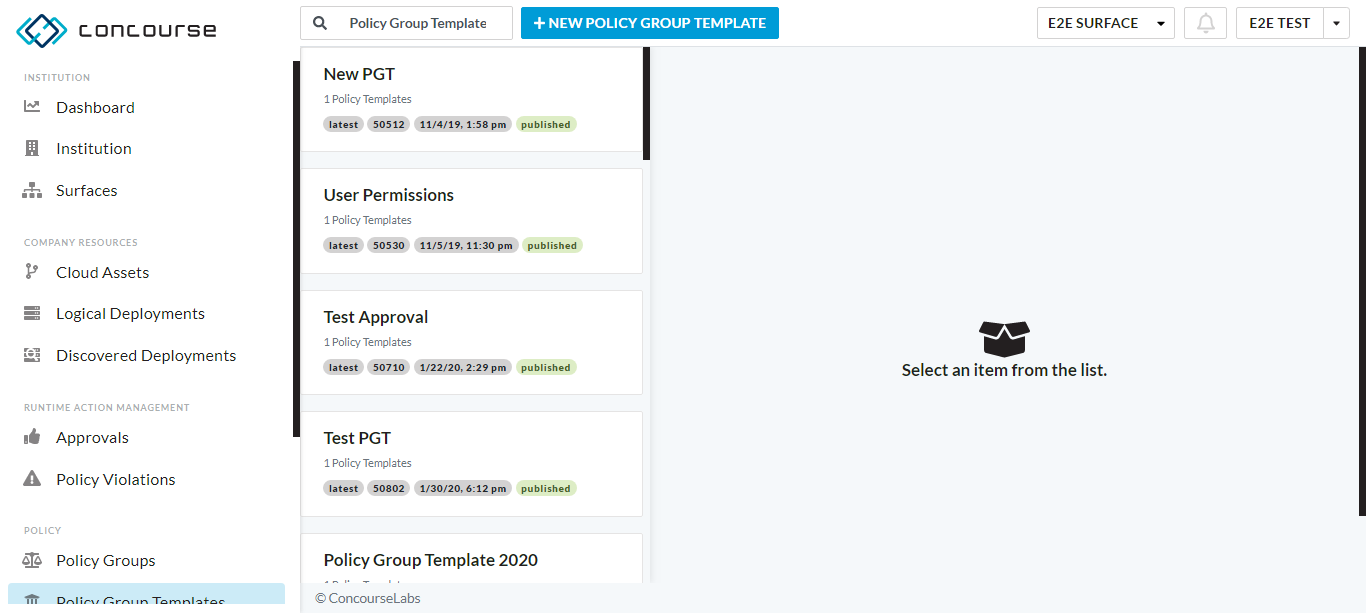 concourse
Policy Group Template
NEW POLICY GROUP TEMPLATE
E2E SURFACE
E2E TEST
INSTITUTION
Dashboard
Institution
Surfaces
COMPANY RESOURCES
Cloud Assets
Logical Deployments
Discovered Deployments
RUNTIME ACTION MANAGEMENT
Approvals
Policy Violations
POLICY
Policy Groups
Policy Group Templates
New PGT
1 Policy Templates
latest 50512 11/4/19, 1:58 pm published
User Permissions
1 Policy Templates
latest 50530 11/5/19, 11:30 pm published
Test Approval
1 Policy Templates
latest 50710 1/22/20, 2:29 pm published
Test PGT
1 Policy Templates
latest 50802 1/30/20, 6:12 pm published
Policy Group Template 2020
© ConcourseLabs
Select an item from the list.